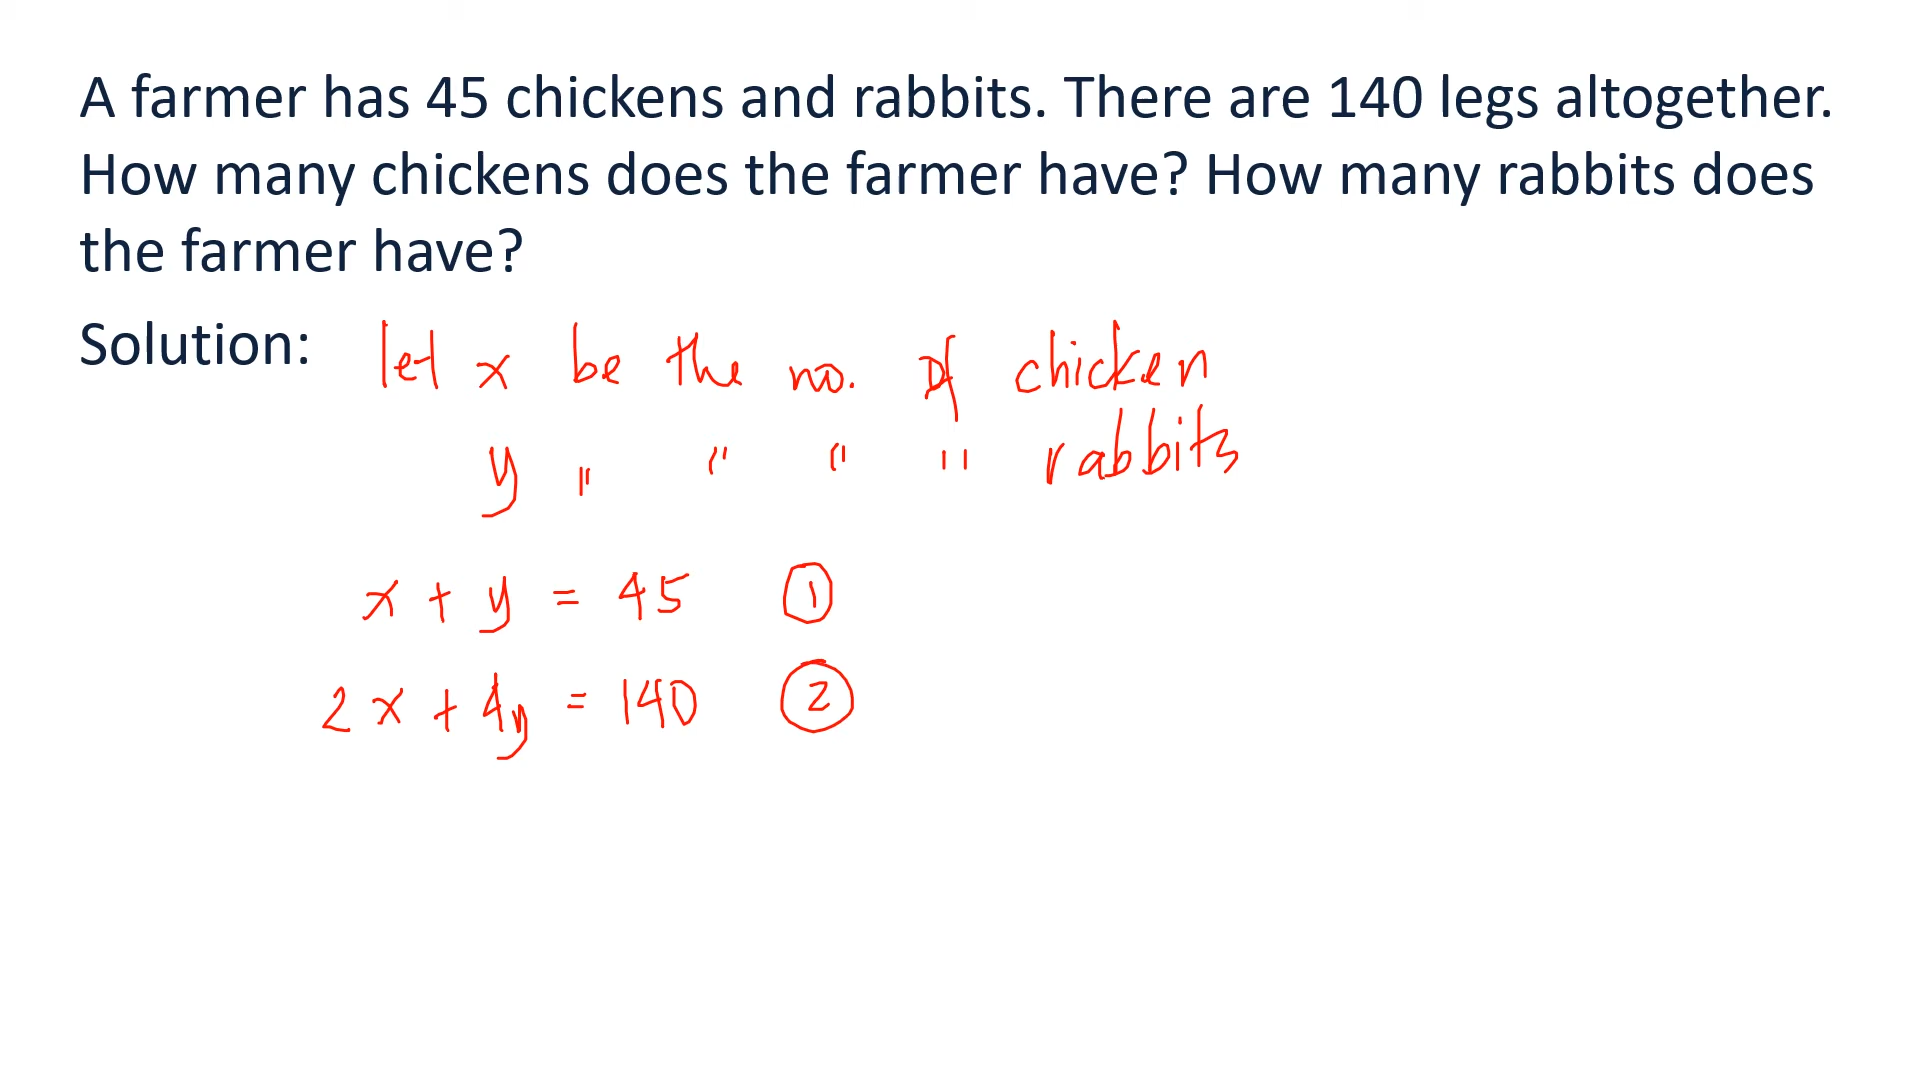 A farmer has 45 chickens and rabbits. There are 140 legs altogether.
How many chickens does the farmer have? How many rabbits does
the farmer have?
Solution: let x be the no. of chicken
y " " " " rabbits
x + y = 45 ①
2x + 4y = 140 ②